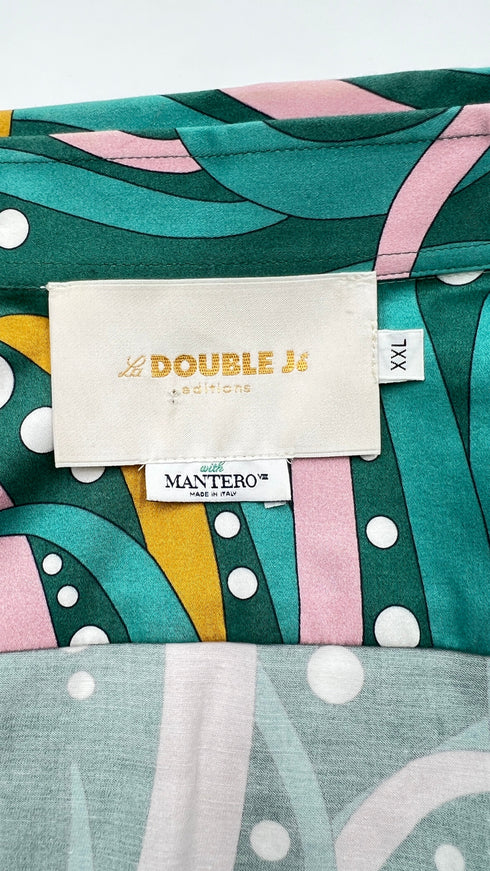 La DOUBLE J
editions
XXL
with
MANTERO
MADE IN ITALY